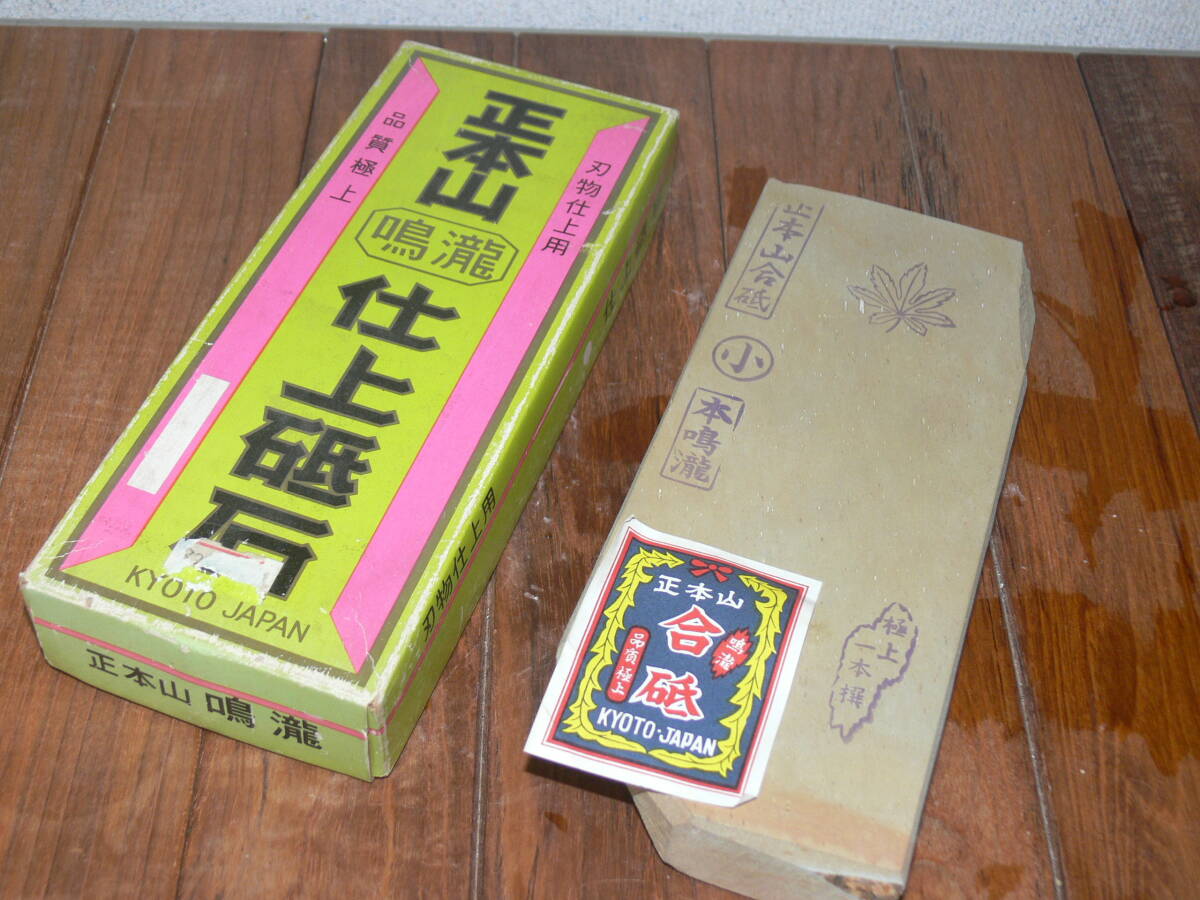 正本山
鳴瀧
仕上砥石
品質極上
刃物仕上用
KYOTO JAPAN
正本山 鳴瀧
刃物仕上用
正本山合砥
小
本鳴瀧
極上
一本撰
正本山
合砥
鳴瀧
品質極上
KYOTO·JAPAN